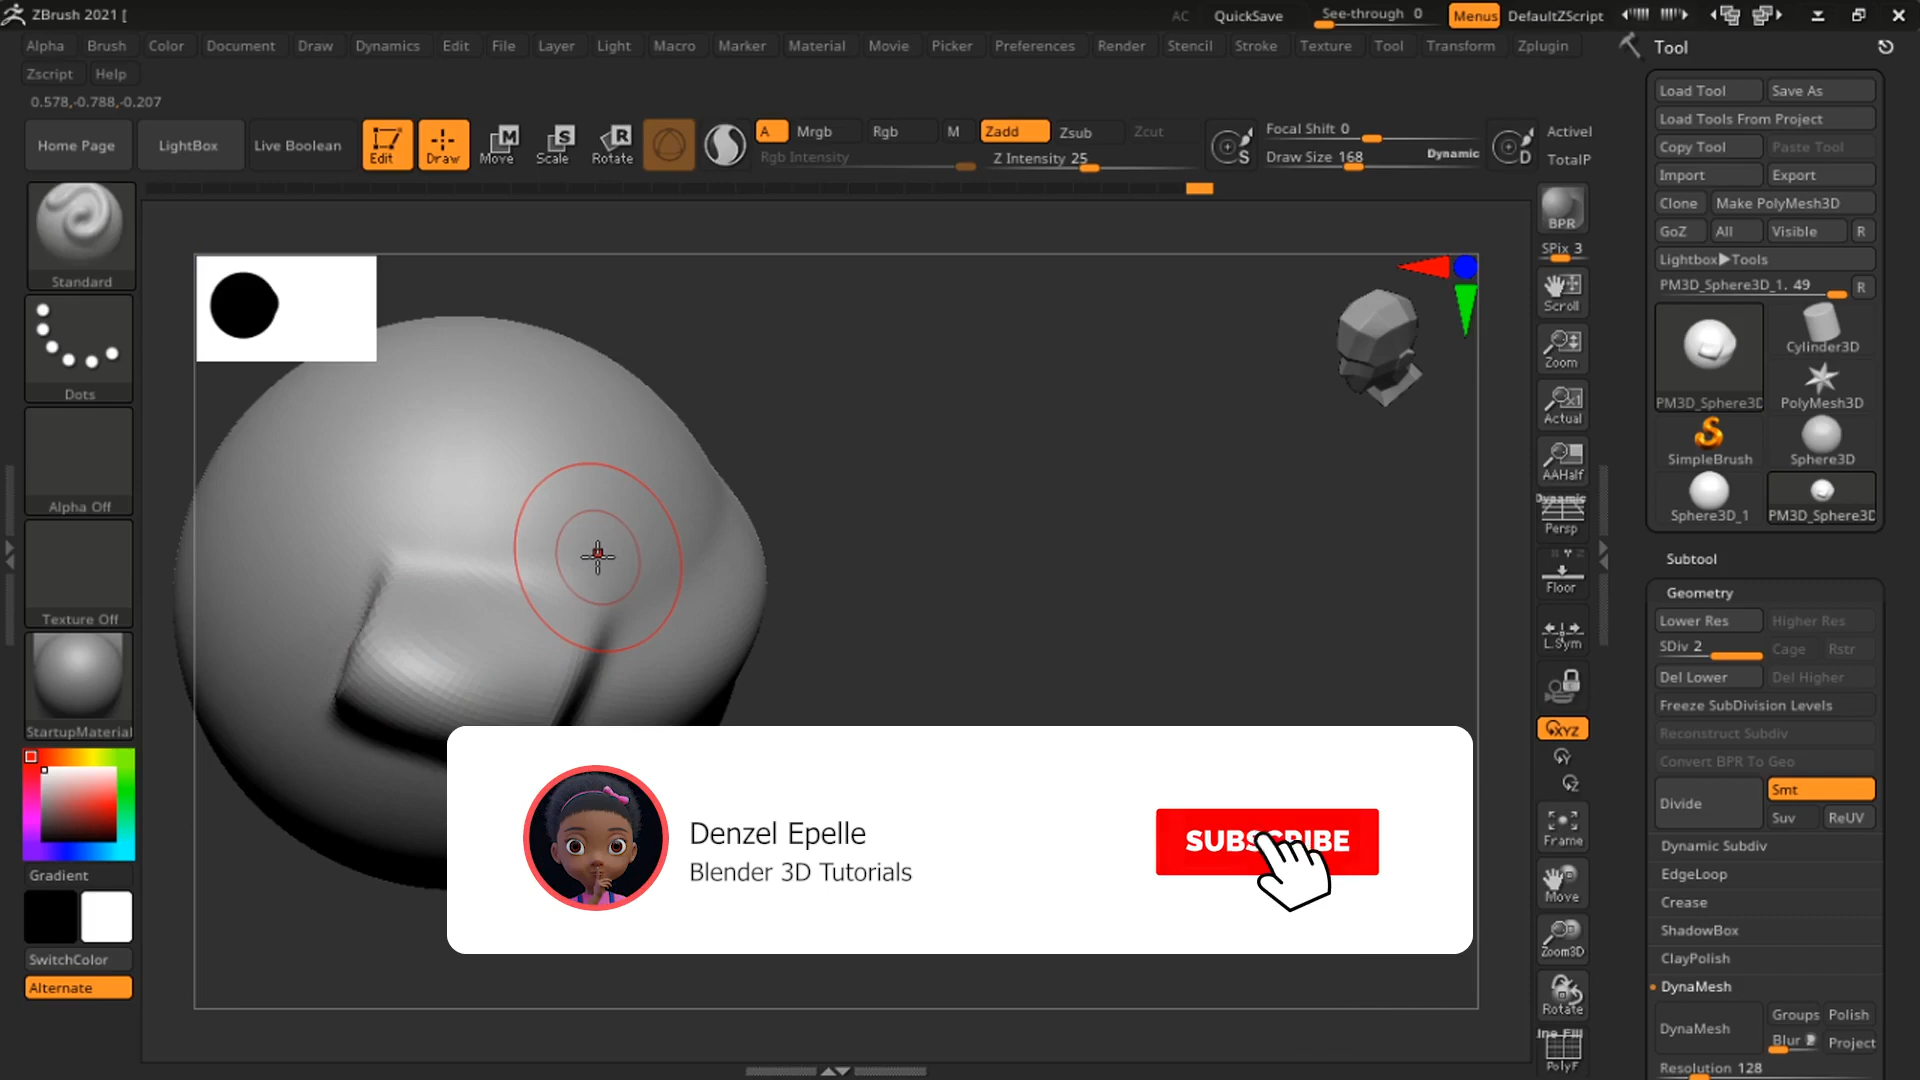 ZBrush 2021 [
AC QuickSave See-through 0 Menus DefaultZScript
Alpha Brush Color Document Draw Dynamics Edit File Layer Light Macro Marker Material Movie Picker Preferences Render Stencil Stroke Texture Tool Transform Zplugin
Zscript Help
0.578,-0.788,-0.207
Home Page LightBox Live Boolean Edit Draw Move Scale Rotate
M S R
A Mrgb Rgb M Zadd Zsub Zcut
Rgb Intensity Z Intensity 25
S Focal Shift 0 D ActiveI
Draw Size 168 Dynamic TotalP
Standard
Dots
Alpha Off
Texture Off
StartupMaterial
Gradient
SwitchColor
Alternate
Denzel Epelle
Blender 3D Tutorials
SUBSCRIBE
BPR
SPix 3
Scroll
Zoom
Actual
AAHalf
Dynamic
Persp
Floor
L.Sym
XYZ
Y
Z
Frame
Move
Zoom3D
Rotate
Line Fill
PolyF
Tool
Load Tool Save As
Load Tools From Project
Copy Tool Paste Tool
Import Export
Clone Make PolyMesh3D
GoZ All Visible R
Lightbox▶Tools
PM3D_Sphere3D_1. 49 R
PM3D_Sphere3D Cylinder3D
PolyMesh3D
SimpleBrush Sphere3D
Sphere3D_1 PM3D_Sphere3D
Subtool
Geometry
Lower Res Higher Res
SDiv 2 Cage Rstr
Del Lower Del Higher
Freeze SubDivision Levels
Reconstruct Subdiv
Convert BPR To Geo
Divide Smt
Suv ReUV
Dynamic Subdiv
EdgeLoop
Crease
ShadowBox
ClayPolish
DynaMesh
DynaMesh Groups Polish
Blur Project
Resolution 128